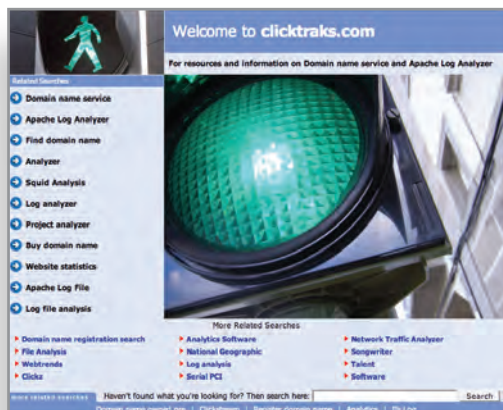 Welcome to clicktraks.com
For resources and information on Domain name service and Apache Log Analyzer
Related Searches
Domain name service
Apache Log Analyzer
Find domain name
Analyzer
Squid Analysis
Log analyzer
Project analyzer
Buy domain name
Website statistics
Apache Log File
Log file analysis
More Related Searches
Domain name registration search
File Analysis
Webtrends
Clickz
Analytics Software
National Geographic
Log analysis
Serial PCI
Network Traffic Analyzer
Songwriter
Talent
Software
more related searches
Haven't found what you're looking for? Then search here:
Search